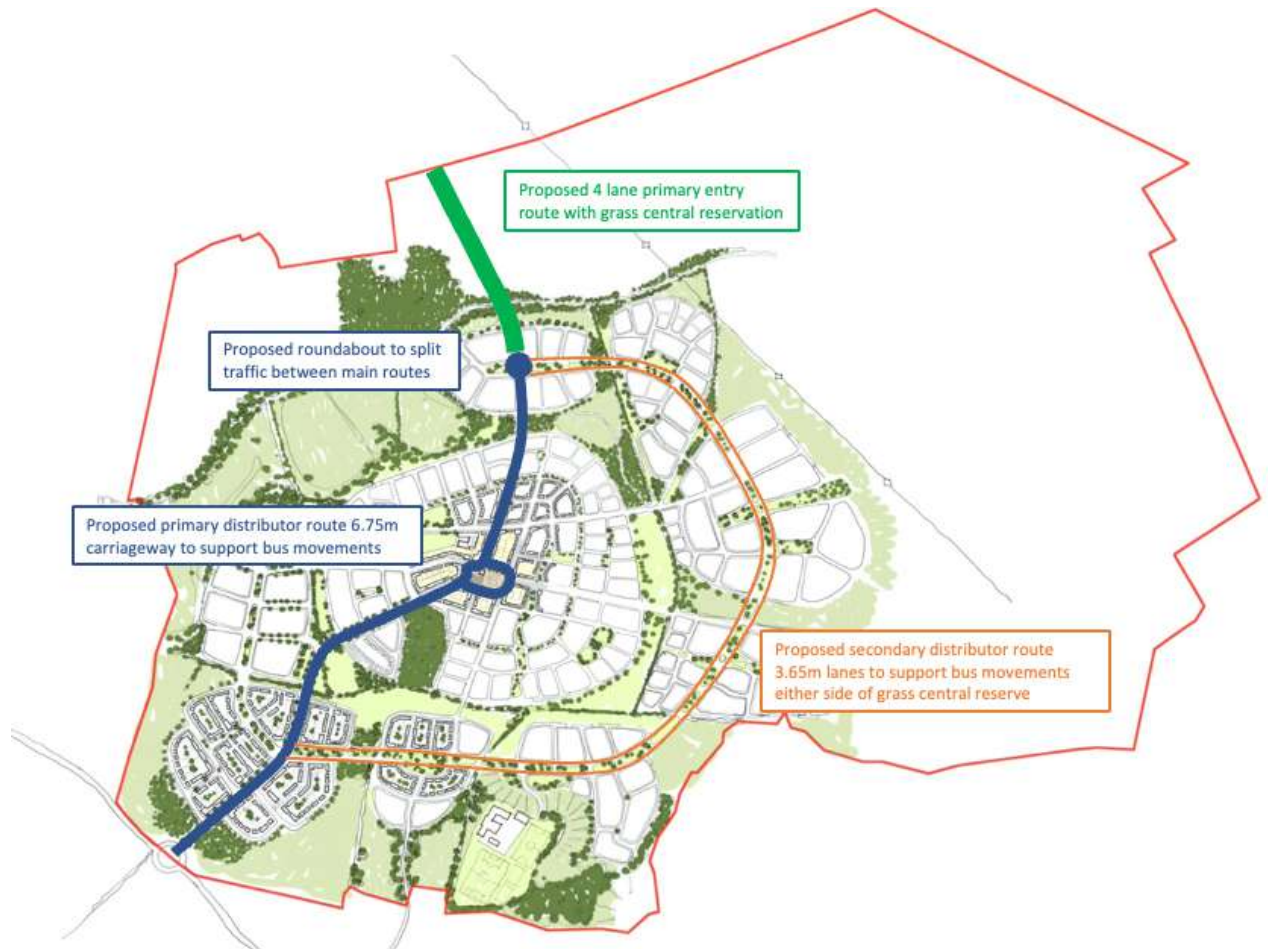 Proposed 4 lane primary entry
route with grass central reservation
Proposed roundabout to split
traffic between main routes
Proposed primary distributor route 6.75m
carriageway to support bus movements
Proposed secondary distributor route
3.65m lanes to support bus movements
either side of grass central reserve